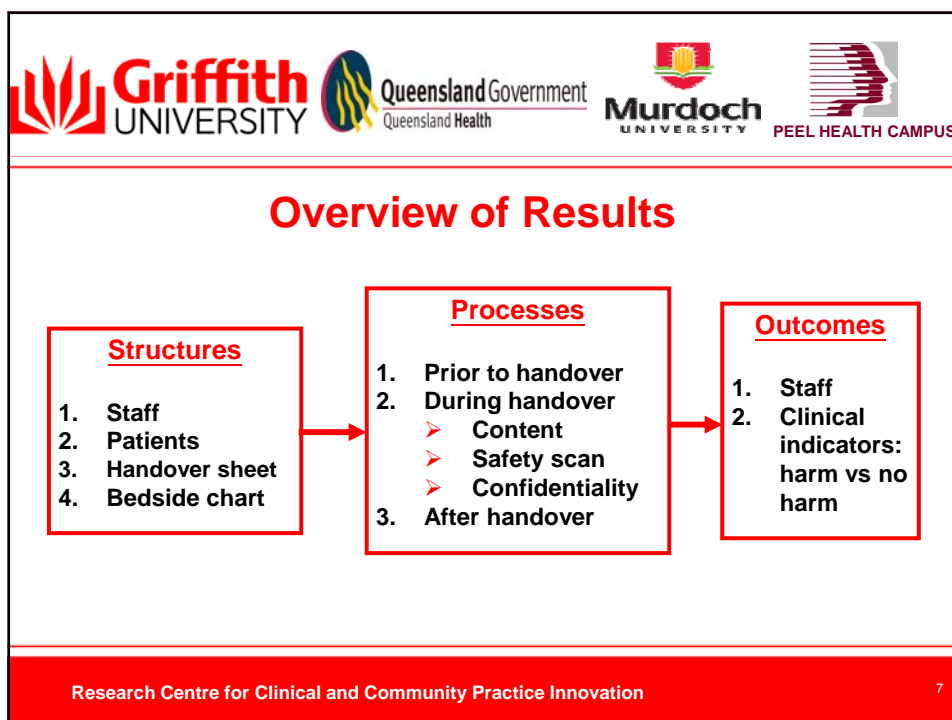 Griffith
UNIVERSITY
Queensland Government
Queensland Health
Murdoch
UNIVERSITY
PEEL HEALTH CAMPUS
Overview of Results
Structures
1. Staff
2. Patients
3. Handover sheet
4. Bedside chart
Processes
1. Prior to handover
2. During handover
➢ Content
➢ Safety scan
➢ Confidentiality
3. After handover
Outcomes
1. Staff
2. Clinical
indicators:
harm vs no
harm
Research Centre for Clinical and Community Practice Innovation
7